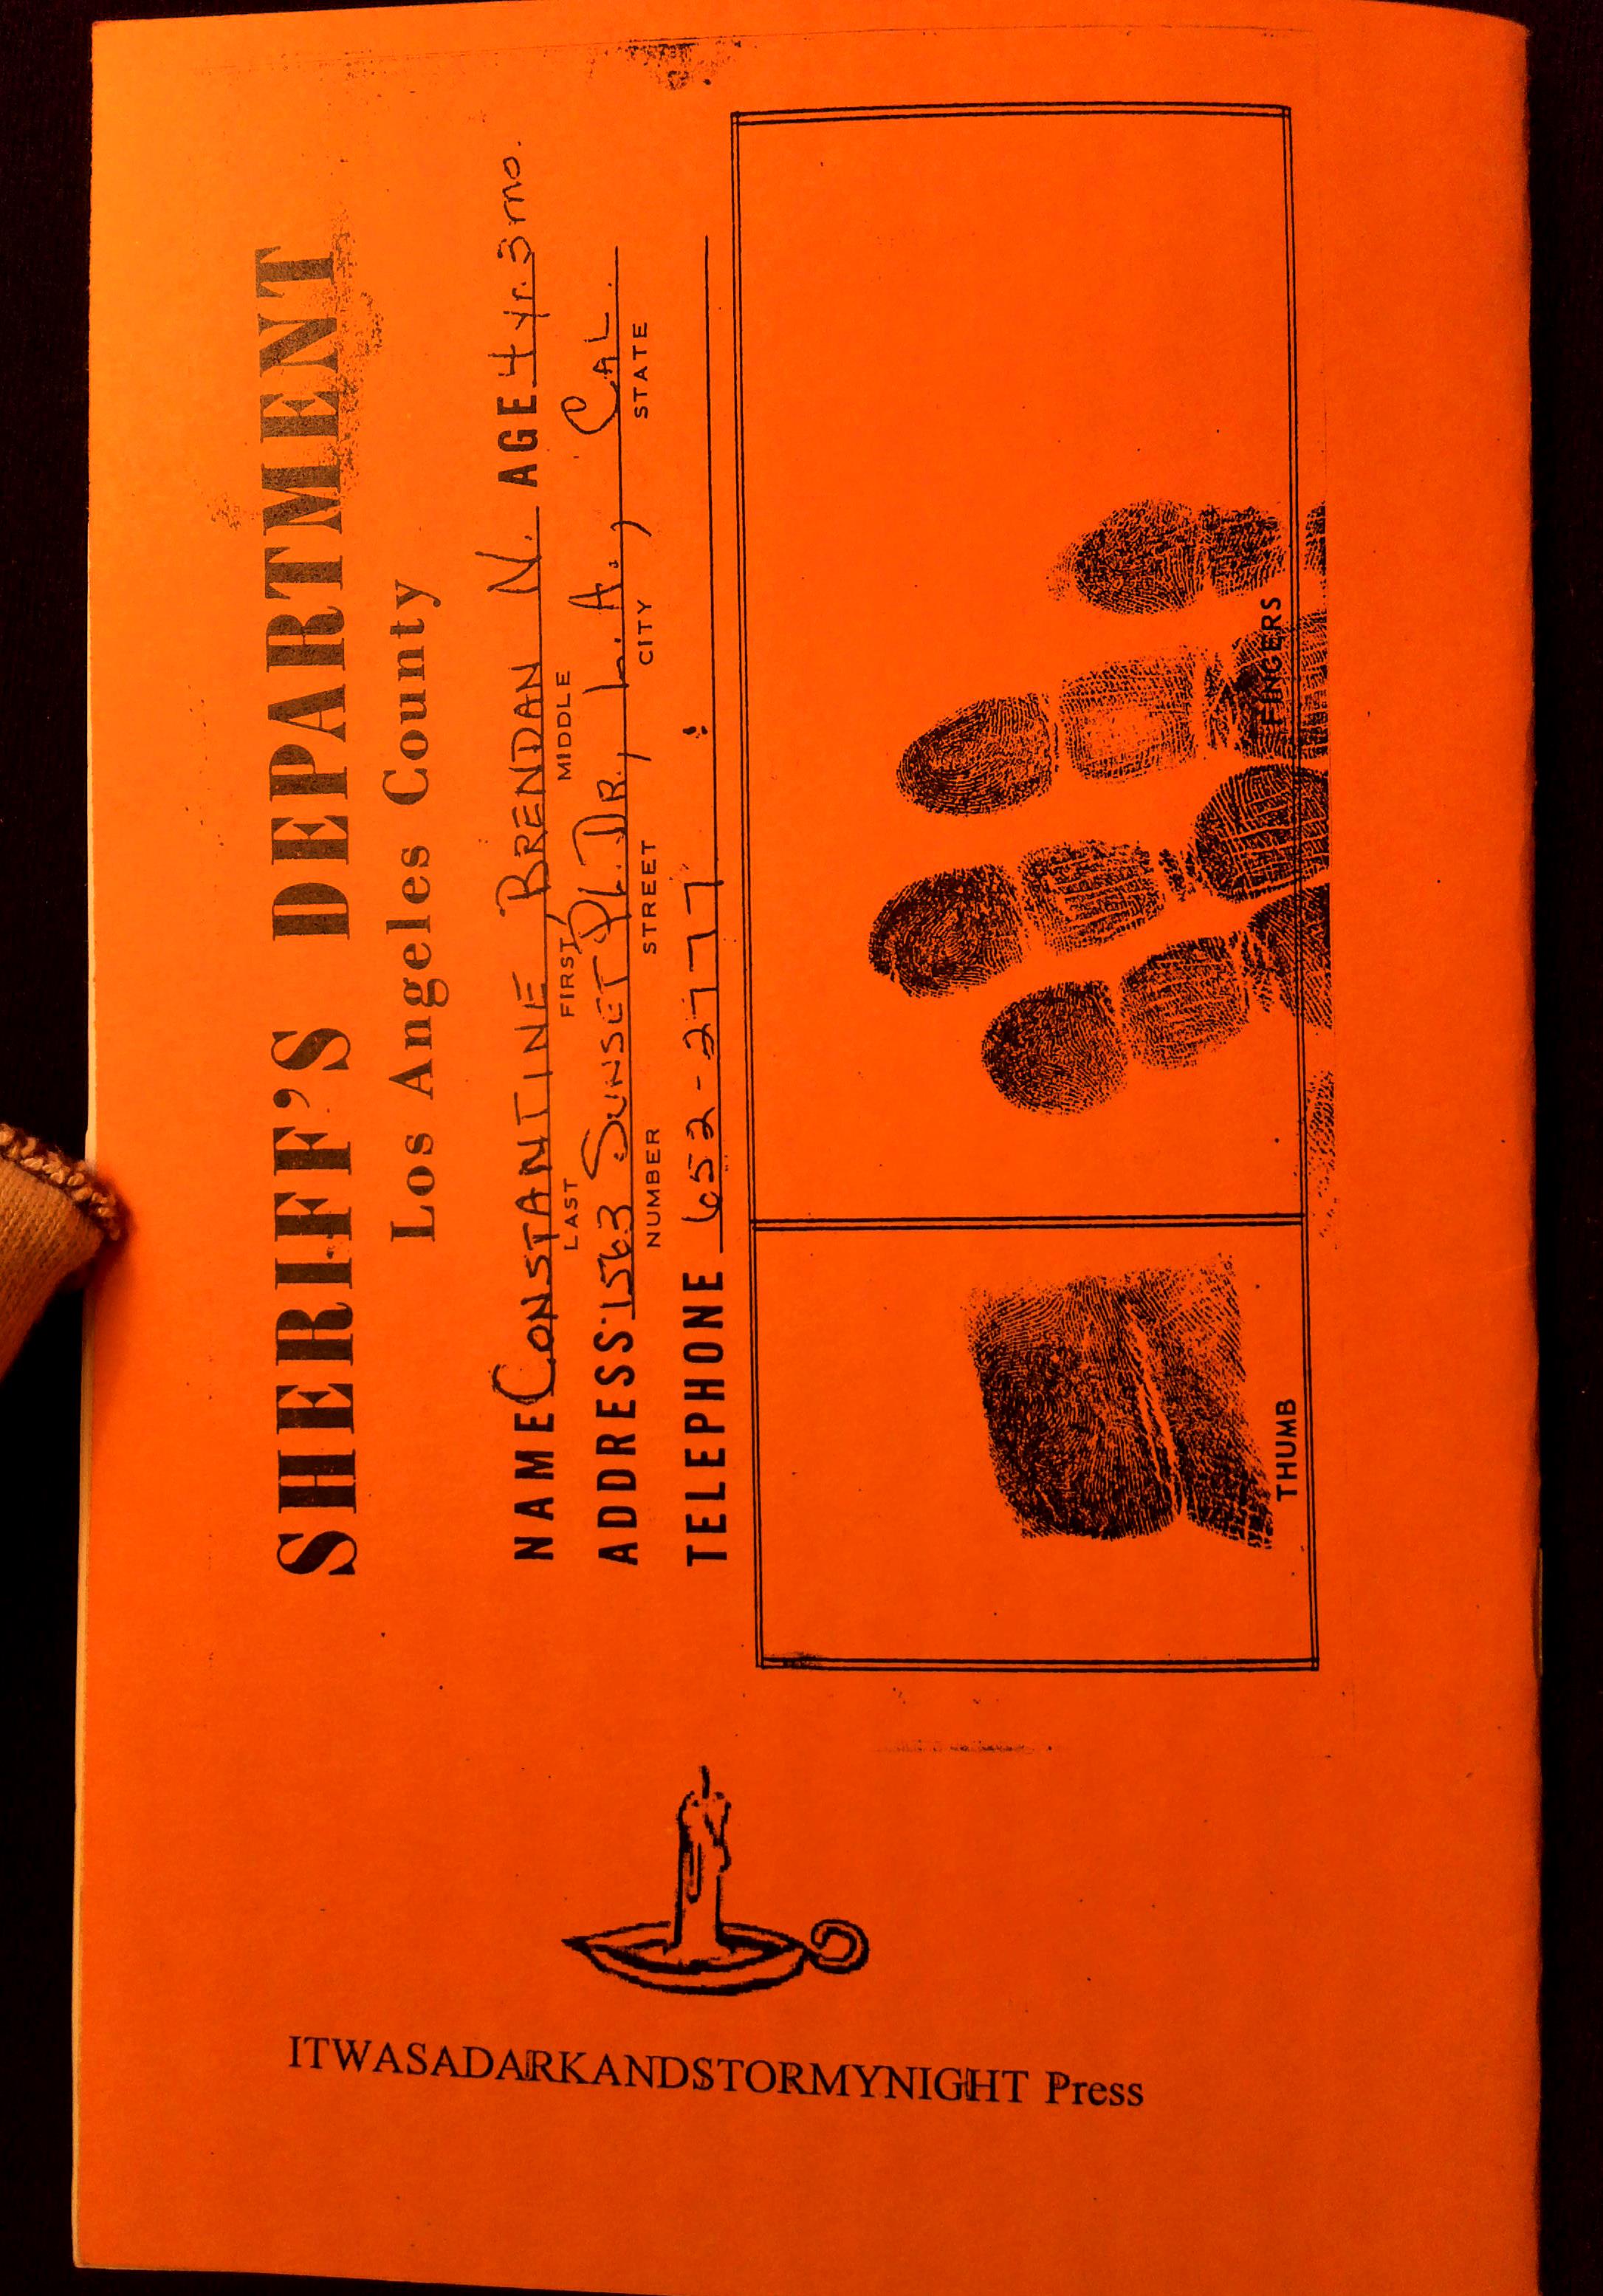 SHERIFF'S DEPARTMENT
Los Angeles County
NAME CONSTANTINE, BRENDAN N. AGE 4 yr. 3 mo.
LAST FIRST MIDDLE
ADDRESS 1563 SUNSET Pl. DR., L.A., CAL.
NUMBER STREET CITY STATE
TELEPHONE 652-2777
THUMB FINGERS
ITWASADARKANDSTORMYNIGHT Press